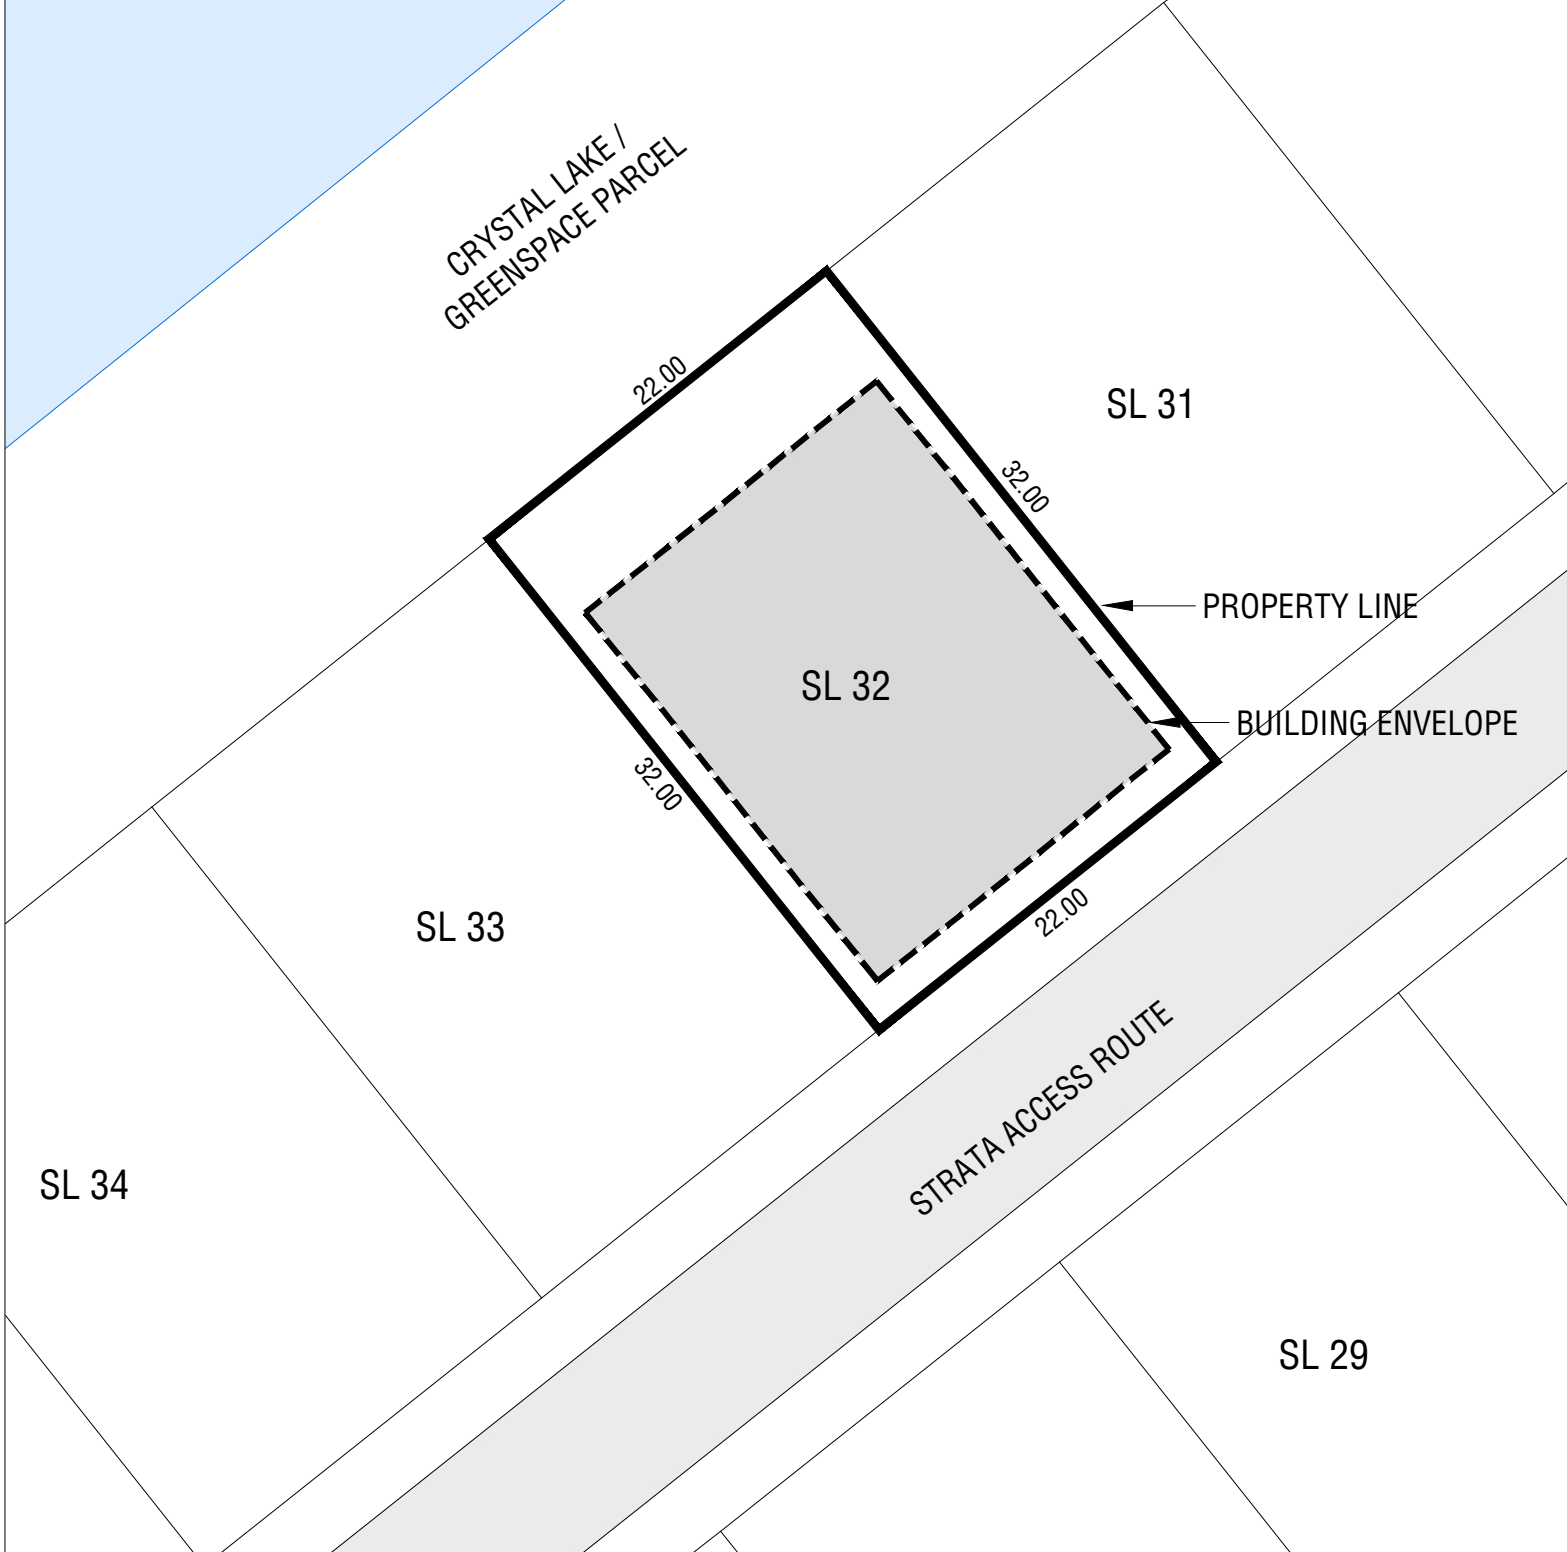 CRYSTAL LAKE /
GREENSPACE PARCEL
22.00
SL 31
32.00
PROPERTY LINE
SL 32
BUILDING ENVELOPE
32.00
22.00
SL 33
STRATA ACCESS ROUTE
SL 34
SL 29